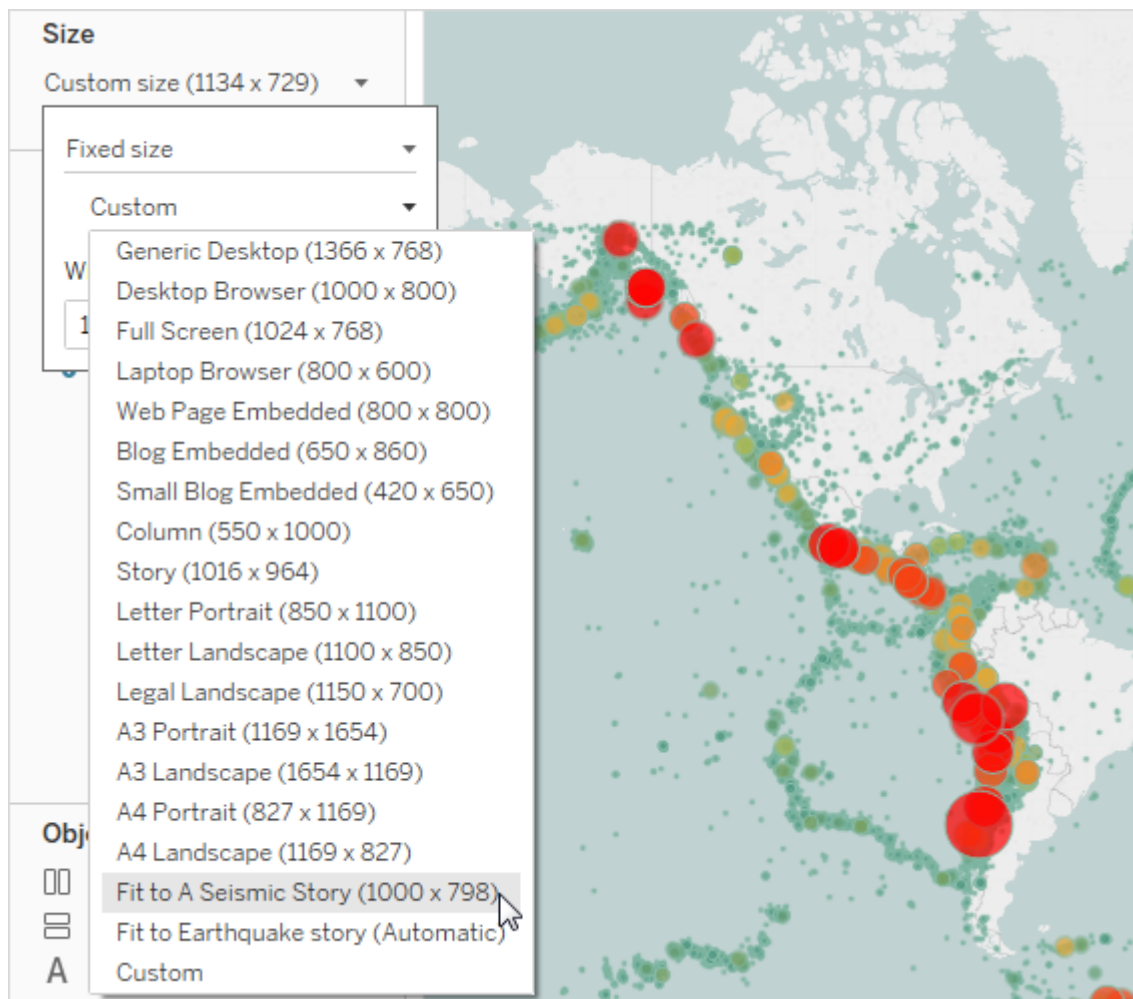 Size
Custom size (1134 x 729)
Fixed size
Custom
Generic Desktop (1366 x 768)
Desktop Browser (1000 x 800)
Full Screen (1024 x 768)
Laptop Browser (800 x 600)
Web Page Embedded (800 x 800)
Blog Embedded (650 x 860)
Small Blog Embedded (420 x 650)
Column (550 x 1000)
Story (1016 x 964)
Letter Portrait (850 x 1100)
Letter Landscape (1100 x 850)
Legal Landscape (1150 x 700)
A3 Portrait (1169 x 1654)
A3 Landscape (1654 x 1169)
A4 Portrait (827 x 1169)
A4 Landscape (1169 x 827)
Fit to A Seismic Story (1000 x 798)
Fit to Earthquake story (Automatic)
Custom
A